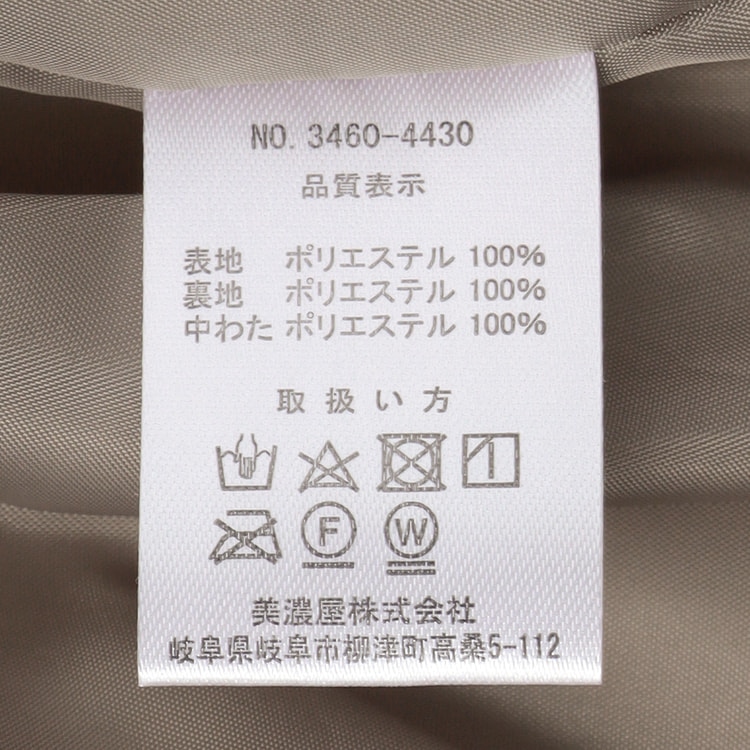 NO. 3460-4430
品質表示
表地 ポリエステル 100%
裏地 ポリエステル 100%
中わた ポリエステル 100%
取扱い方
F W
美濃屋株式会社
岐阜県岐阜市柳津町高桑5-112